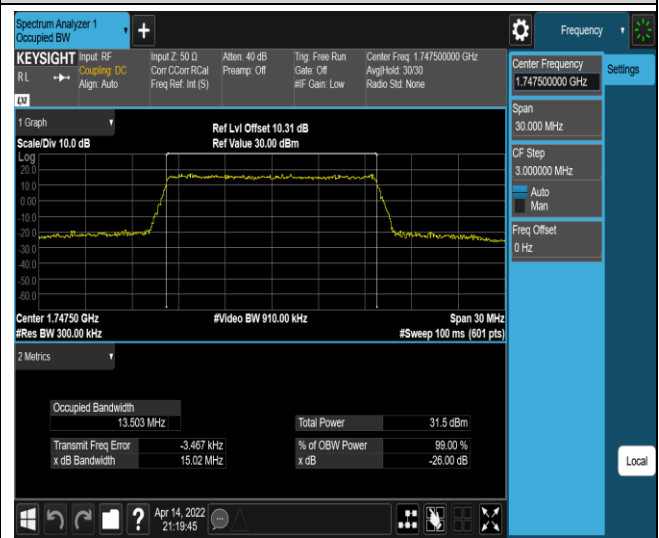 Spectrum Analyzer 1
Occupied BW
Frequency
KEYSIGHT
R L
LXI
Input: RF
Coupling: DC
Align: Auto
Input Z: 50 Ω
Corr CCorr RCal
Freq Ref: Int (S)
Atten: 40 dB
Preamp: Off
Trig: Free Run
Gate: Off
#IF Gain: Low
Center Freq: 1.747500000 GHz
Avg|Hold: 30/30
Radio Std: None
Center Frequency
1.747500000 GHz
Settings
Span
30.000 MHz
CF Step
3.000000 MHz
Auto
Man
Freq Offset
0 Hz
1 Graph
Scale/Div 10.0 dB
Ref Lvl Offset 10.31 dB
Ref Value 30.00 dBm
Log
20.0
10.0
0.00
-10.0
-20.0
-30.0
-40.0
-50.0
-60.0
Center 1.74750 GHz
#Res BW 300.00 kHz
#Video BW 910.00 kHz
Span 30 MHz
#Sweep 100 ms (601 pts)
2 Metrics
Occupied Bandwidth
13.503 MHz
Total Power 31.5 dBm
Transmit Freq Error -3.467 kHz
% of OBW Power 99.00 %
x dB Bandwidth 15.02 MHz
x dB -26.00 dB
Local
?
Apr 14, 2022
21:19:45